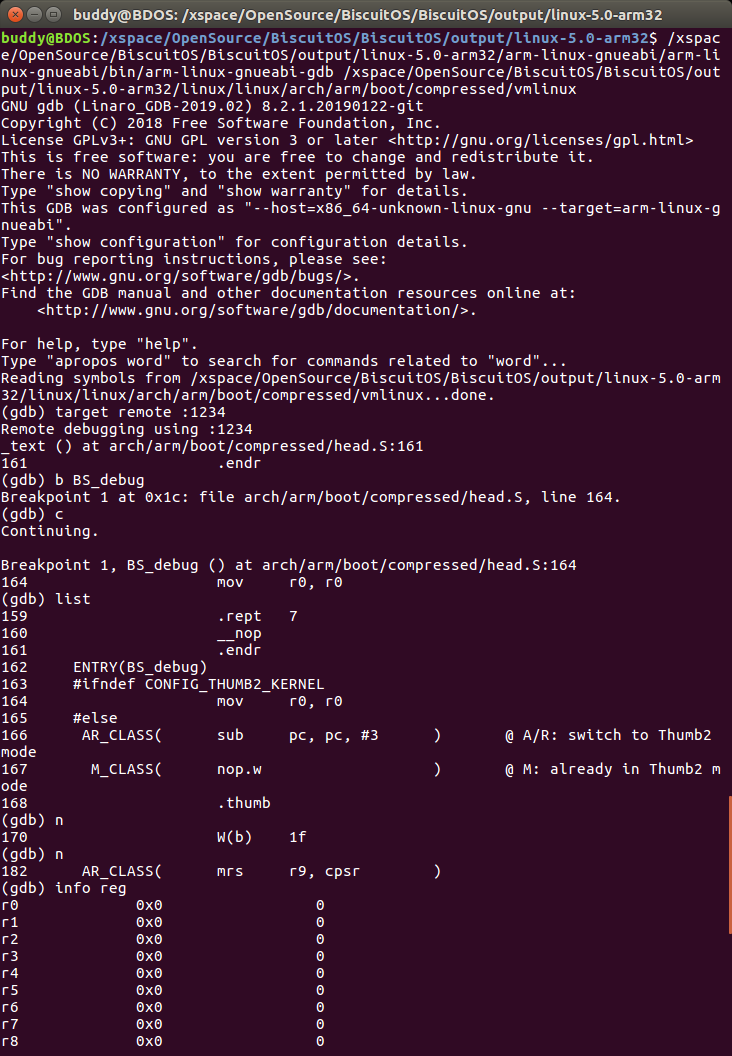 buddy@BDOS: /xspace/OpenSource/BiscuitOS/BiscuitOS/output/linux-5.0-arm32
buddy@BDOS:/xspace/OpenSource/BiscuitOS/BiscuitOS/output/linux-5.0-arm32$ /xspac
e/OpenSource/BiscuitOS/BiscuitOS/output/linux-5.0-arm32/arm-linux-gnueabi/arm-li
nux-gnueabi/bin/arm-linux-gnueabi-gdb /xspace/OpenSource/BiscuitOS/BiscuitOS/out
put/linux-5.0-arm32/linux/linux/arch/arm/boot/compressed/vmlinux
GNU gdb (Linaro_GDB-2019.02) 8.2.1.20190122-git
Copyright (C) 2018 Free Software Foundation, Inc.
License GPLv3+: GNU GPL version 3 or later <http://gnu.org/licenses/gpl.html>
This is free software: you are free to change and redistribute it.
There is NO WARRANTY, to the extent permitted by law.
Type "show copying" and "show warranty" for details.
This GDB was configured as "--host=x86_64-unknown-linux-gnu --target=arm-linux-g
nueabi".
Type "show configuration" for configuration details.
For bug reporting instructions, please see:
<http://www.gnu.org/software/gdb/bugs/>.
Find the GDB manual and other documentation resources online at:
    <http://www.gnu.org/software/gdb/documentation/>.

For help, type "help".
Type "apropos word" to search for commands related to "word"...
Reading symbols from /xspace/OpenSource/BiscuitOS/BiscuitOS/output/linux-5.0-arm
32/linux/linux/arch/arm/boot/compressed/vmlinux...done.
(gdb) target remote :1234
Remote debugging using :1234
_text () at arch/arm/boot/compressed/head.S:161
161                     .endr
(gdb) b BS_debug
Breakpoint 1 at 0x1c: file arch/arm/boot/compressed/head.S, line 164.
(gdb) c
Continuing.

Breakpoint 1, BS_debug () at arch/arm/boot/compressed/head.S:164
164                     mov     r0, r0
(gdb) list
159                     .rept   7
160                     __nop
161                     .endr
162     ENTRY(BS_debug)
163     #ifndef CONFIG_THUMB2_KERNEL
164                     mov     r0, r0
165     #else
166      AR_CLASS(      sub     pc, pc, #3      )       @ A/R: switch to Thumb2
mode
167       M_CLASS(      nop.w                   )       @ M: already in Thumb2 m
ode
168                     .thumb
(gdb) n
170                     W(b)    1f
(gdb) n
182      AR_CLASS(      mrs     r9, cpsr        )
(gdb) info reg
r0             0x0                 0
r1             0x0                 0
r2             0x0                 0
r3             0x0                 0
r4             0x0                 0
r5             0x0                 0
r6             0x0                 0
r7             0x0                 0
r8             0x0                 0